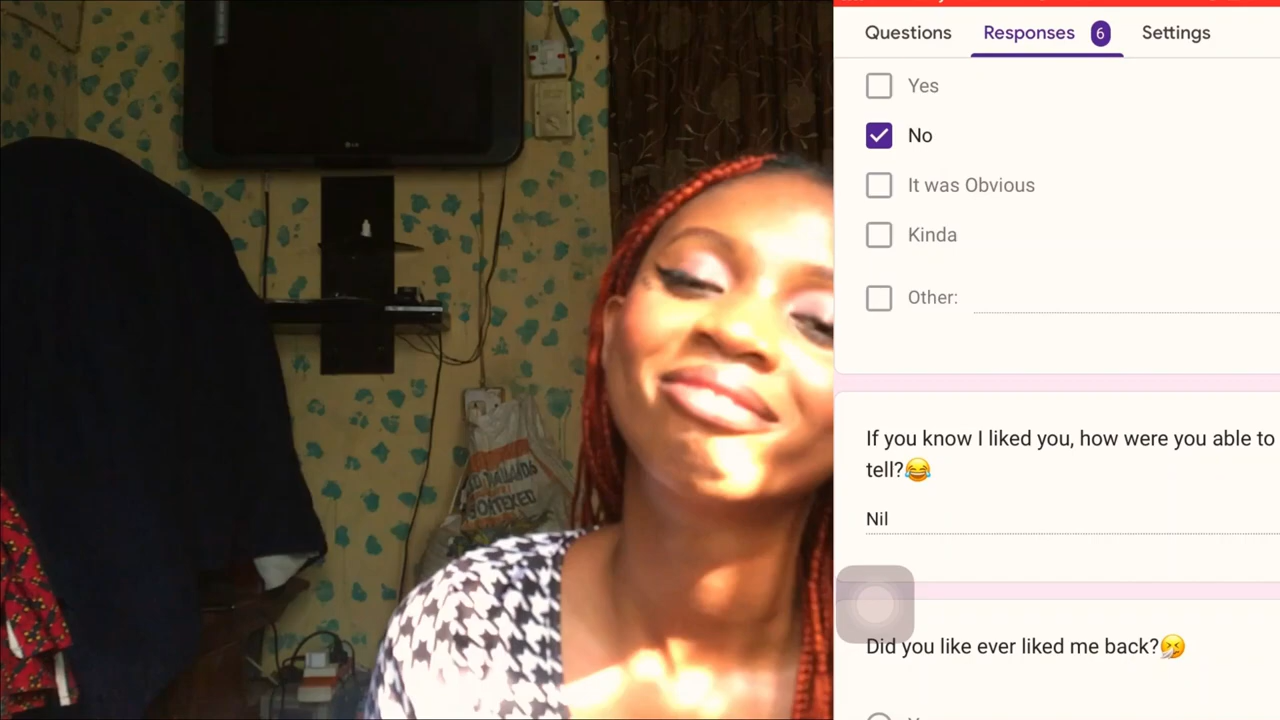 LG
Questions
Responses 6
Settings
Yes
No
It was Obvious
Kinda
Other:
If you know I liked you, how were you able to
tell?😂
Nil
Did you like ever liked me back?🤧